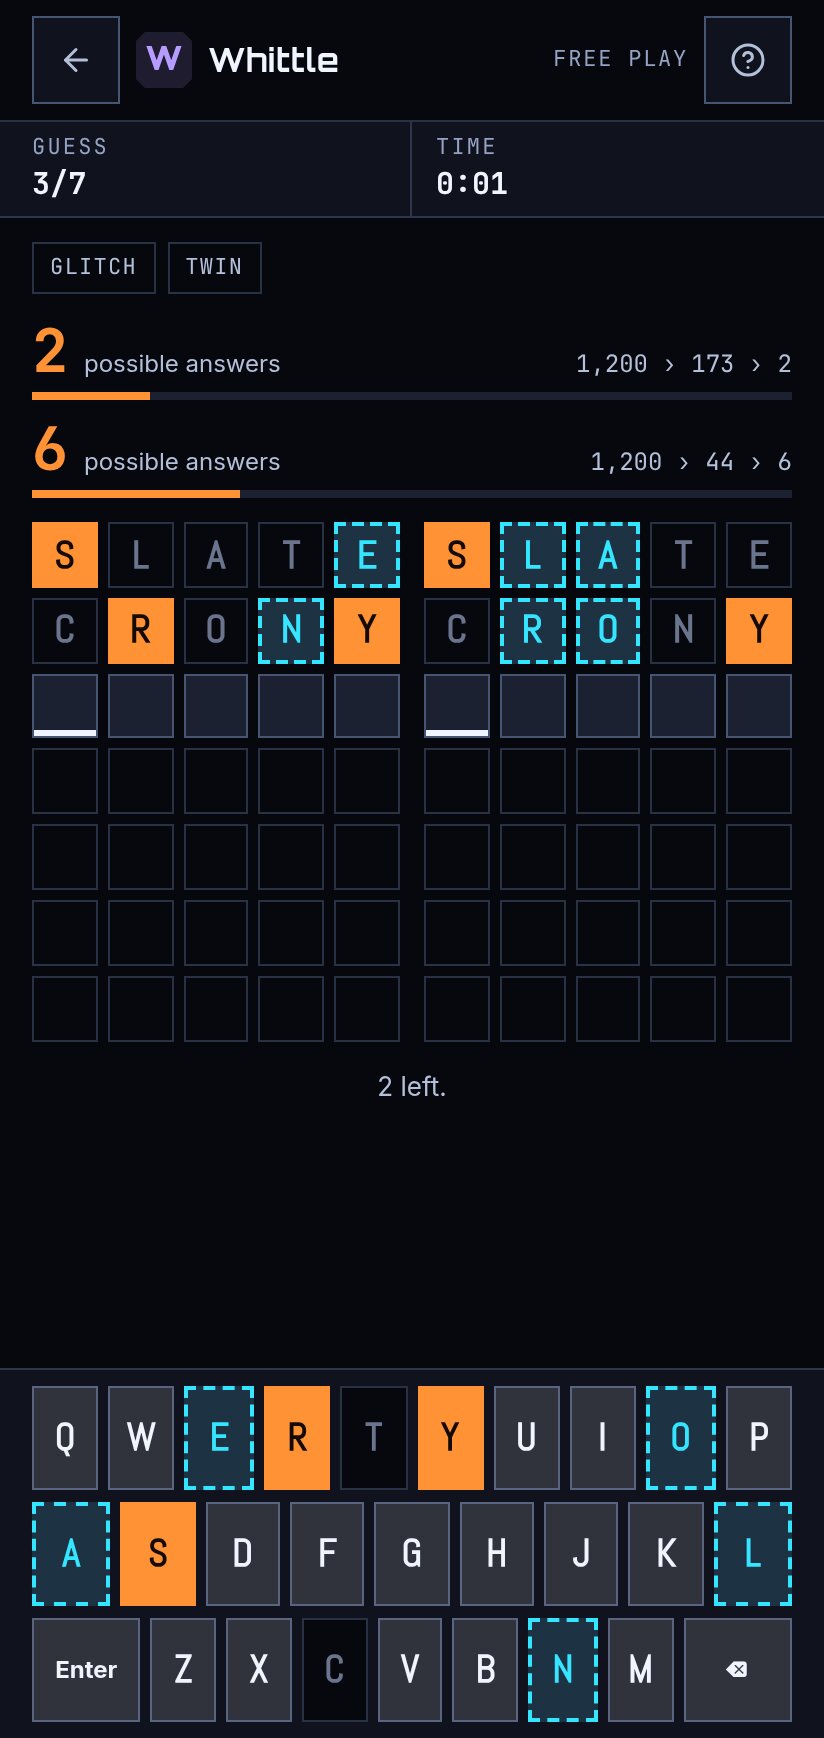 W Whittle FREE PLAY
GUESS TIME
3/7 0:01
GLITCH TWIN
2 possible answers 1,200 › 173 › 2
6 possible answers 1,200 › 44 › 6
S L A T E S L A T E
C R O N Y C R O N Y
2 left.
Q W E R T Y U I O P
A S D F G H J K L
Enter Z X C V B N M